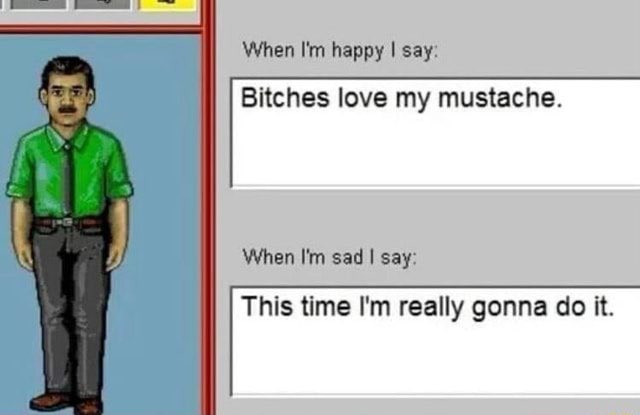 When I'm happy I say:
Bitches love my mustache.
When I'm sad I say:
This time I'm really gonna do it.